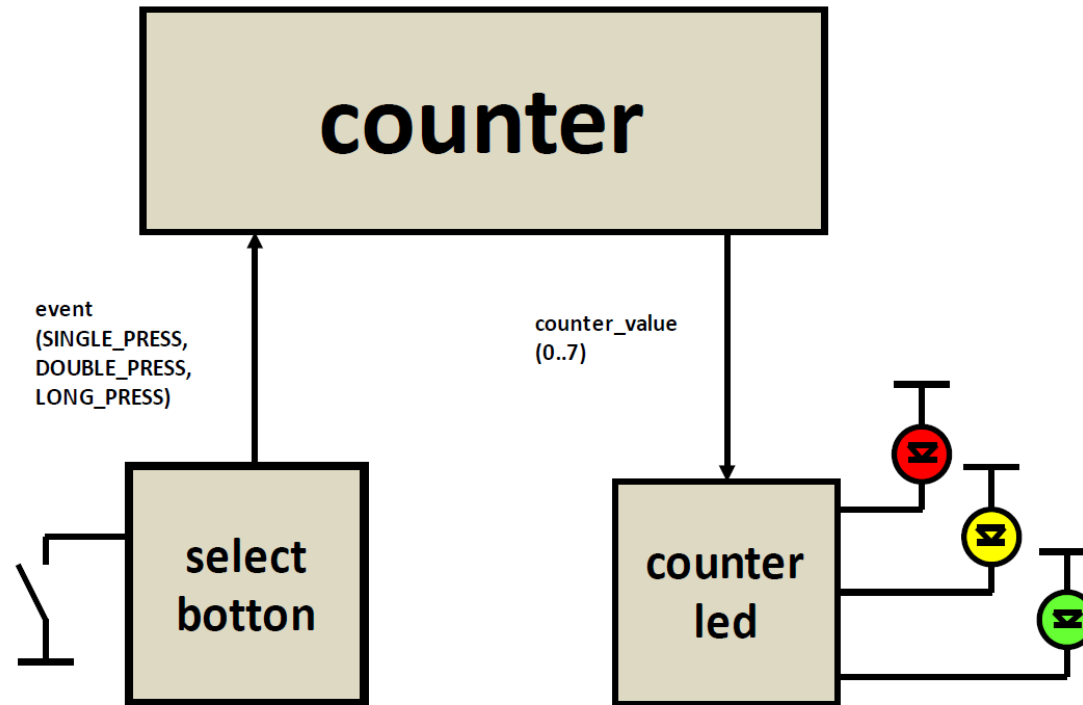 counter
event
(SINGLE_PRESS,
DOUBLE_PRESS,
LONG_PRESS)
counter_value
(0..7)
select
botton
counter
led